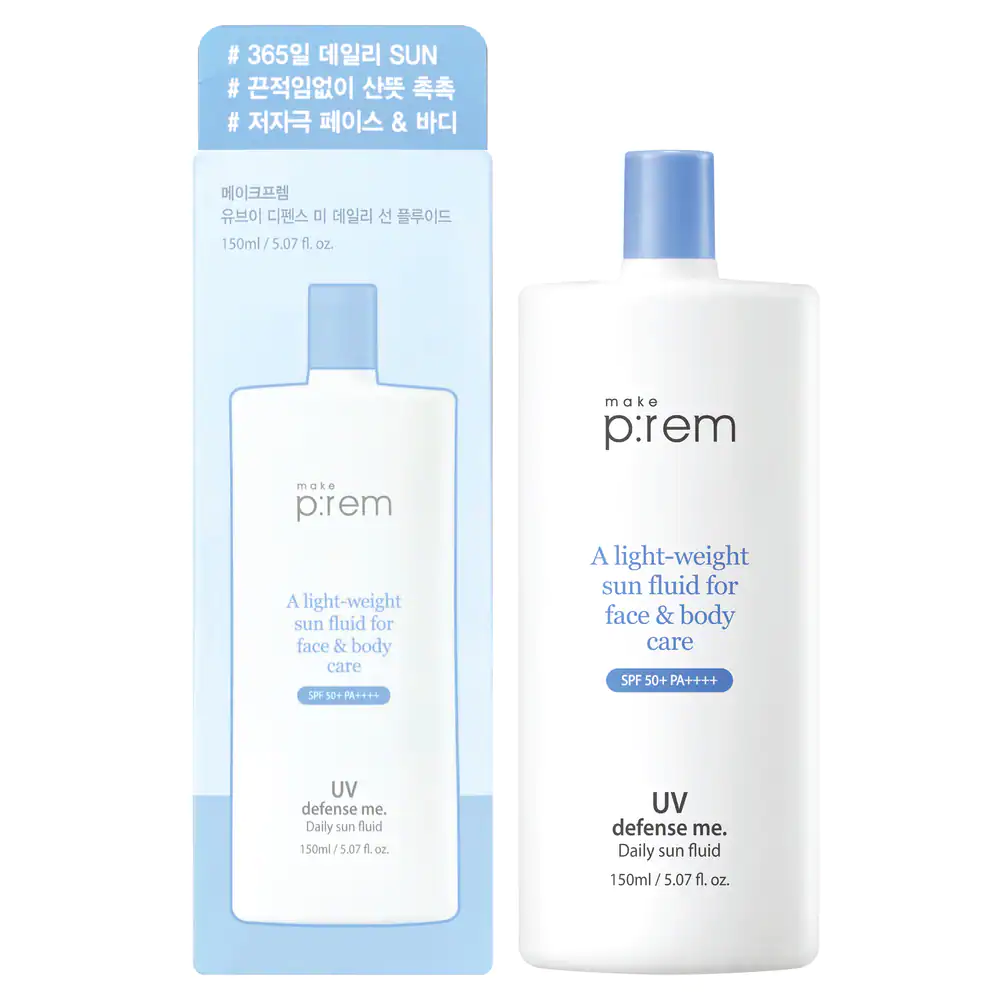 # 365일 데일리 SUN
# 끈적임없이 산뜻 촉촉
# 저자극 페이스 & 바디
메이크프렘
유브이 디펜스 미 데일리 선 플루이드
150ml / 5.07 fl. oz.
make
p:rem
A light-weight
sun fluid for
face & body
care
SPF 50+ PA++++
UV
defense me.
Daily sun fluid
150ml / 5.07 fl. oz.
make
p:rem
A light-weight
sun fluid for
face & body
care
SPF 50+ PA++++
UV
defense me.
Daily sun fluid
150ml / 5.07 fl. oz.